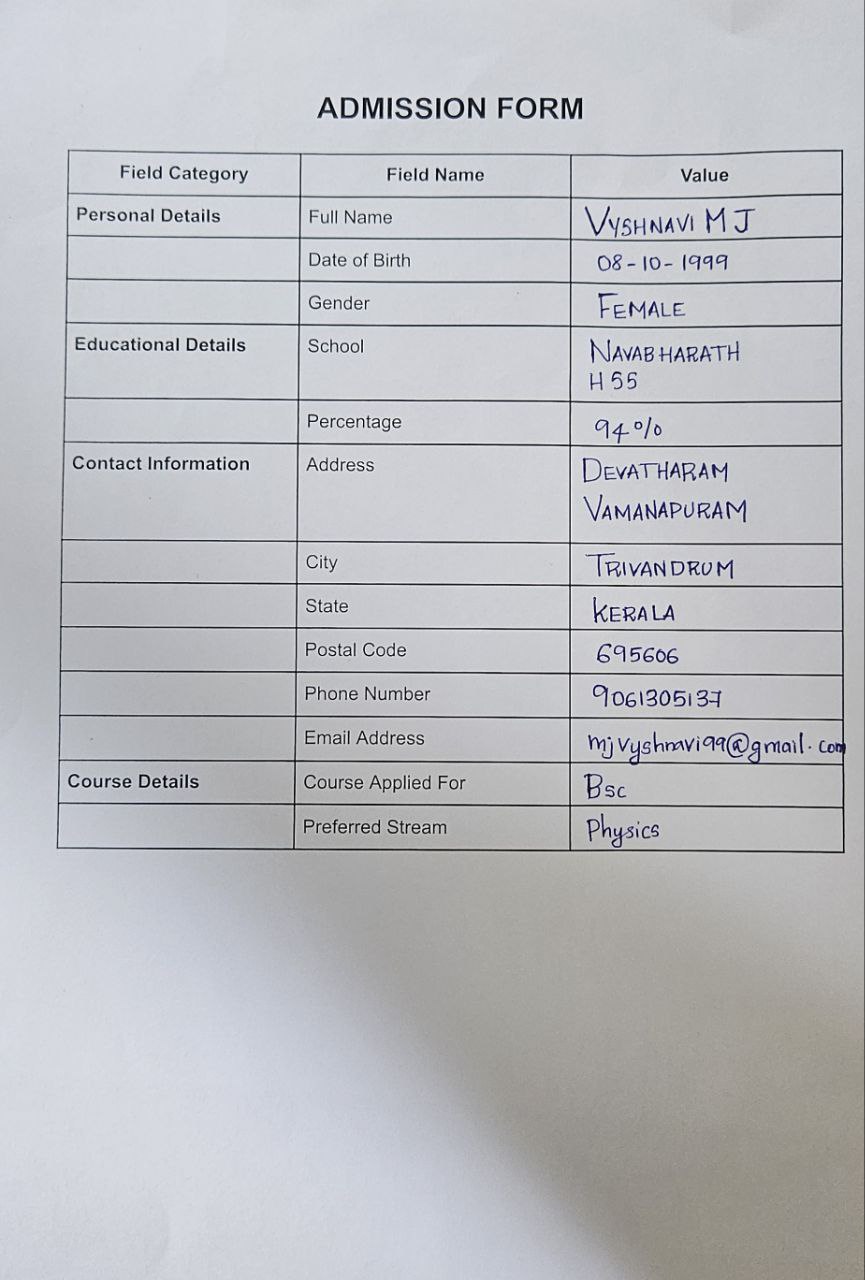 ADMISSION FORM
Field Category Field Name Value
Personal Details Full Name VYSHNAVI M J
Date of Birth 08-10-1999
Gender FEMALE
Educational Details School NAVABHARATH
HSS
Percentage 94%
Contact Information Address DEVATHARAM
VAMANAPURAM
City TRIVANDRUM
State KERALA
Postal Code 695606
Phone Number 9061305137
Email Address mjvyshnavi99@gmail.com
Course Details Course Applied For Bsc
Preferred Stream Physics